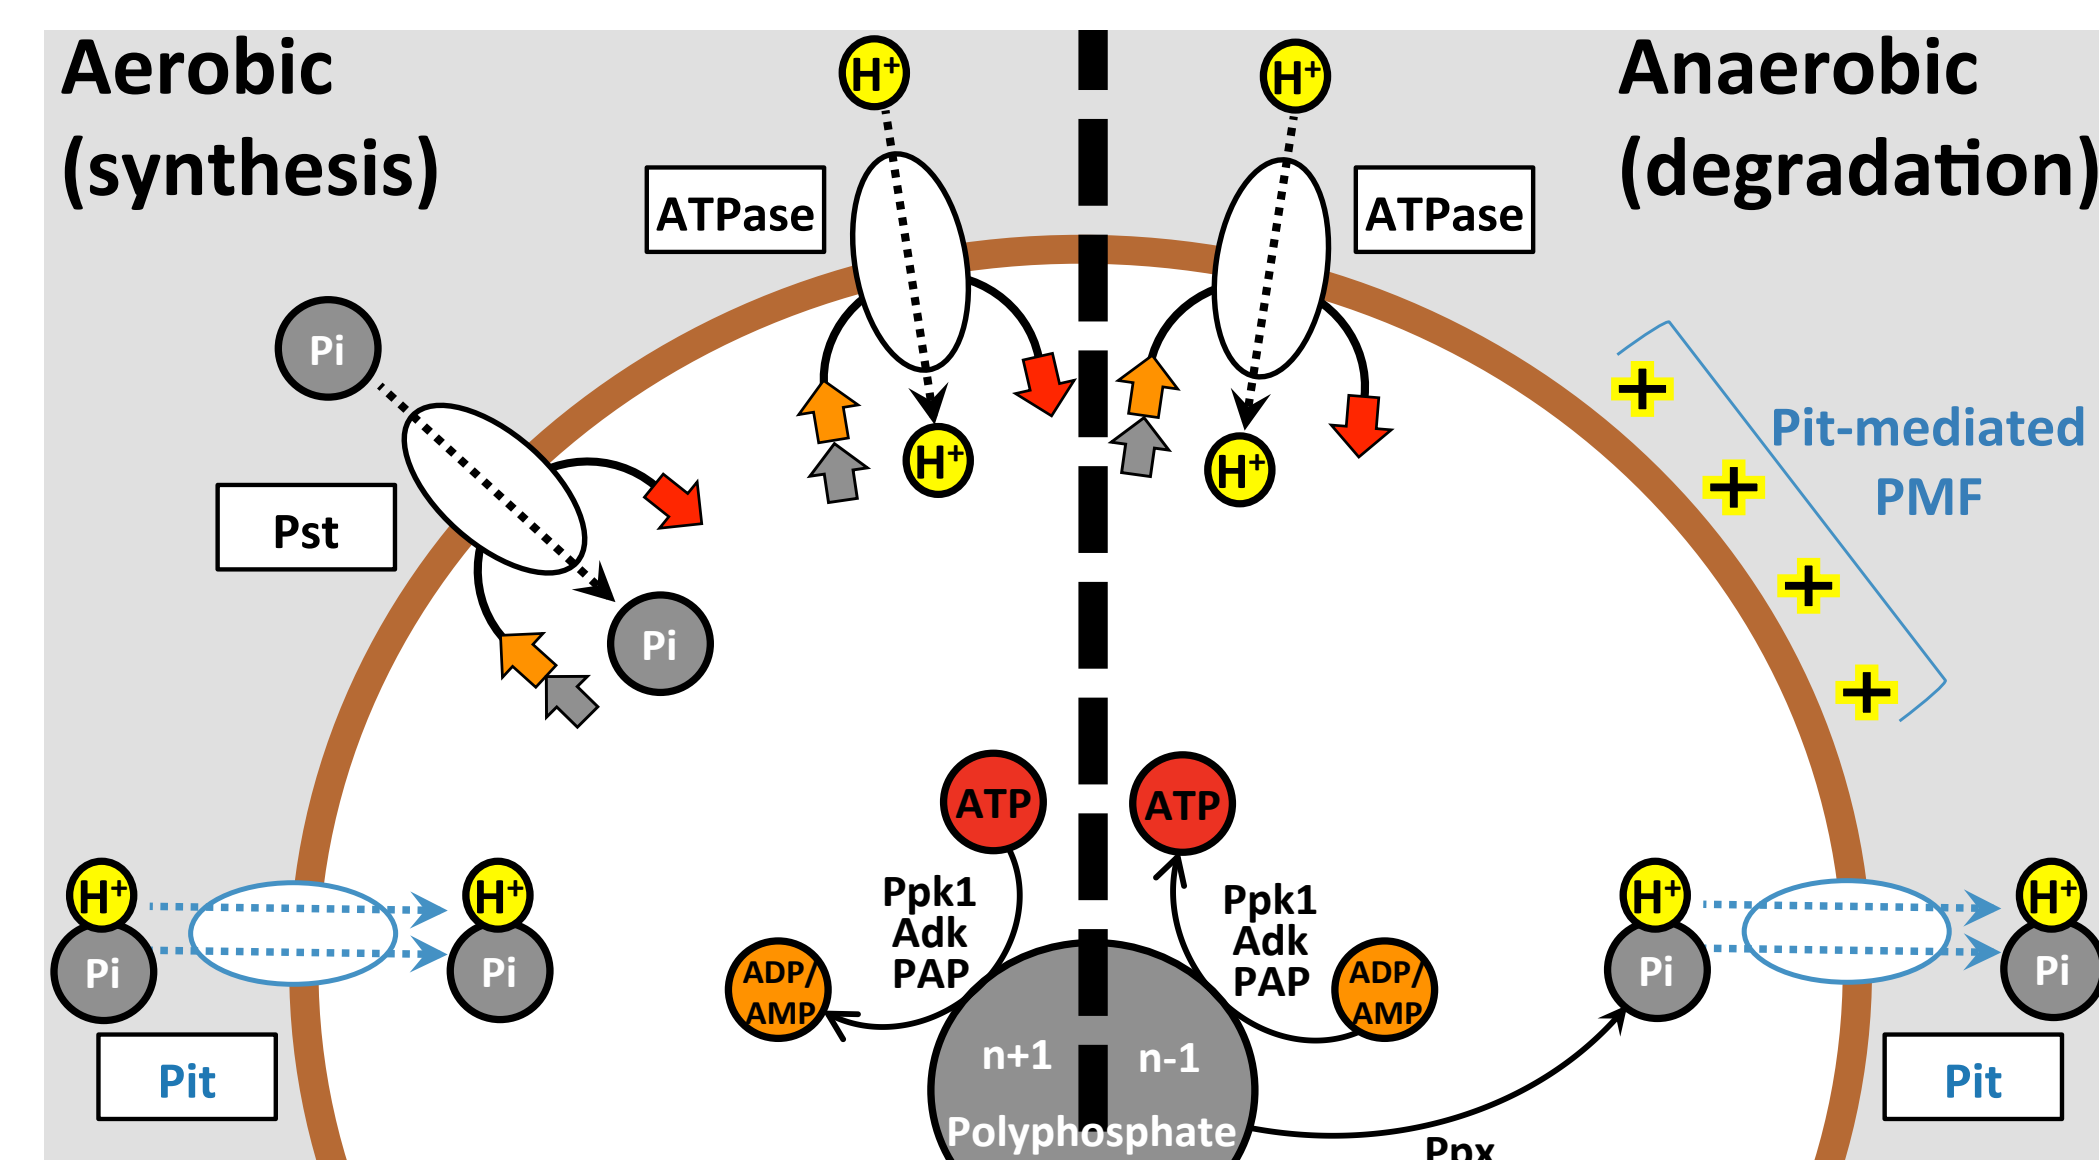 Aerobic
(synthesis)
Anaerobic
(degradation)
H+
H+
ATPase
ATPase
Pi
H+
H+
Pit-mediated
PMF
+
+
+
+
Pst
Pi
ATP
ATP
Ppk1
Adk
PAP
Ppk1
Adk
PAP
H+
Pi
H+
Pi
ADP/
AMP
ADP/
AMP
H+
Pi
H+
Pi
Pit
Pit
n+1
n-1
Polyphosphate
Ppx